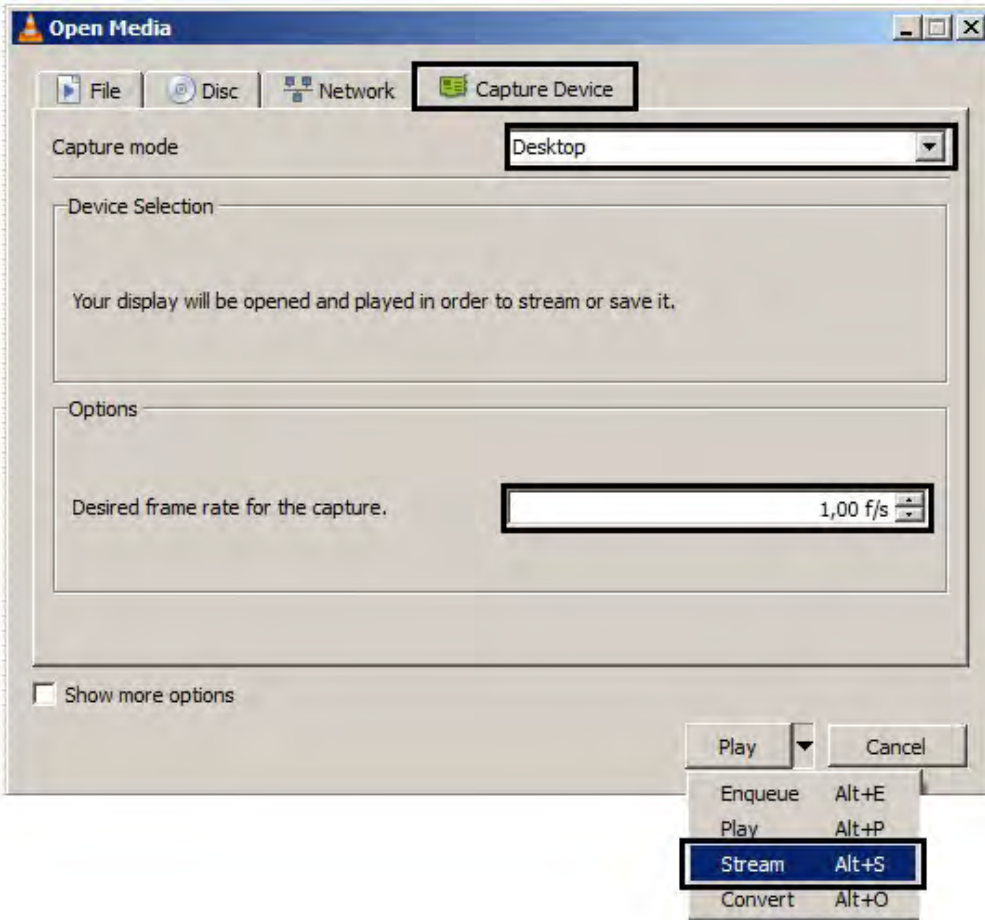 Open Media
File Disc Network Capture Device
Capture mode Desktop
Device Selection
Your display will be opened and played in order to stream or save it.
Options
Desired frame rate for the capture. 1,00 f/s
Show more options
Play Cancel
Enqueue Alt+E
Play Alt+P
Stream Alt+S
Convert Alt+O